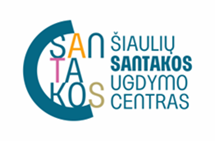 SAN
TA
KOS
ŠIAULIŲ
SANTAKOS
UGDYMO
CENTRAS